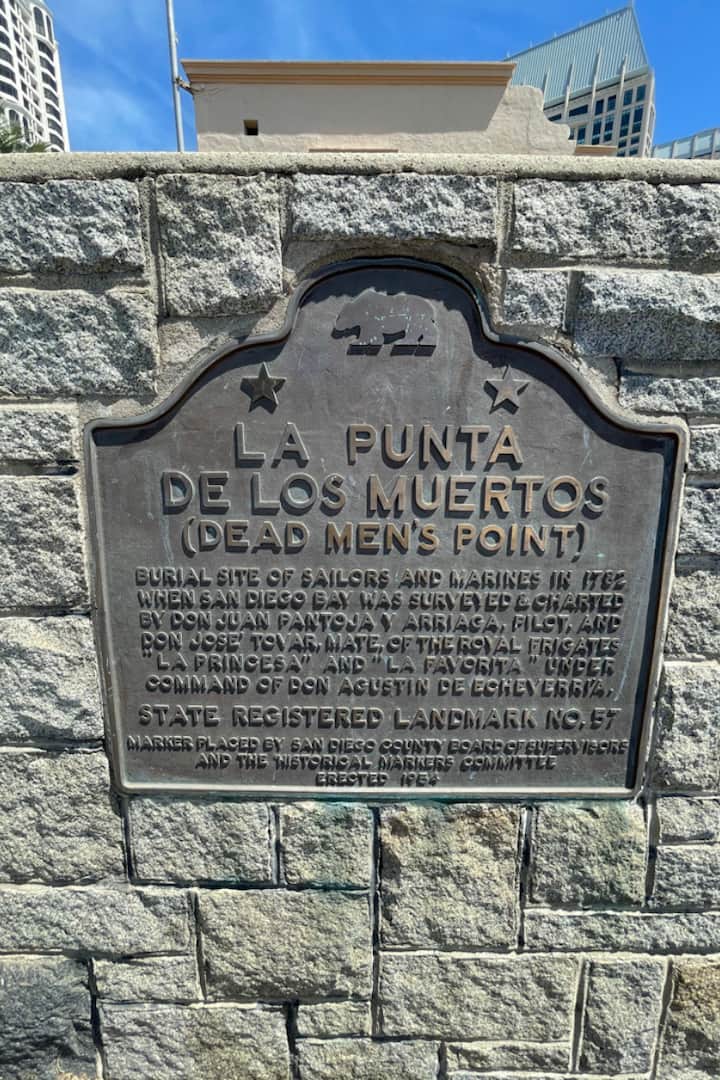 LA PUNTA
DE LOS MUERTOS
(DEAD MEN'S POINT)
BURIAL SITE OF SAILORS AND MARINES IN 1782
WHEN SAN DIEGO BAY WAS SURVEYED & CHARTED
BY DON JUAN PANTOJA Y ARRIAGA, PILOT, AND
DON JOSE' TOVAR, MATE, OF THE ROYAL FRIGATES
"LA PRINCESA" AND "LA FAVORITA" UNDER
COMMAND OF DON AGUSTIN DE ECHEVERRIA.
STATE REGISTERED LANDMARK NO. 57
MARKER PLACED BY SAN DIEGO COUNTY BOARD OF SUPERVISORS
AND THE HISTORICAL MARKERS COMMITTEE
ERECTED 1954